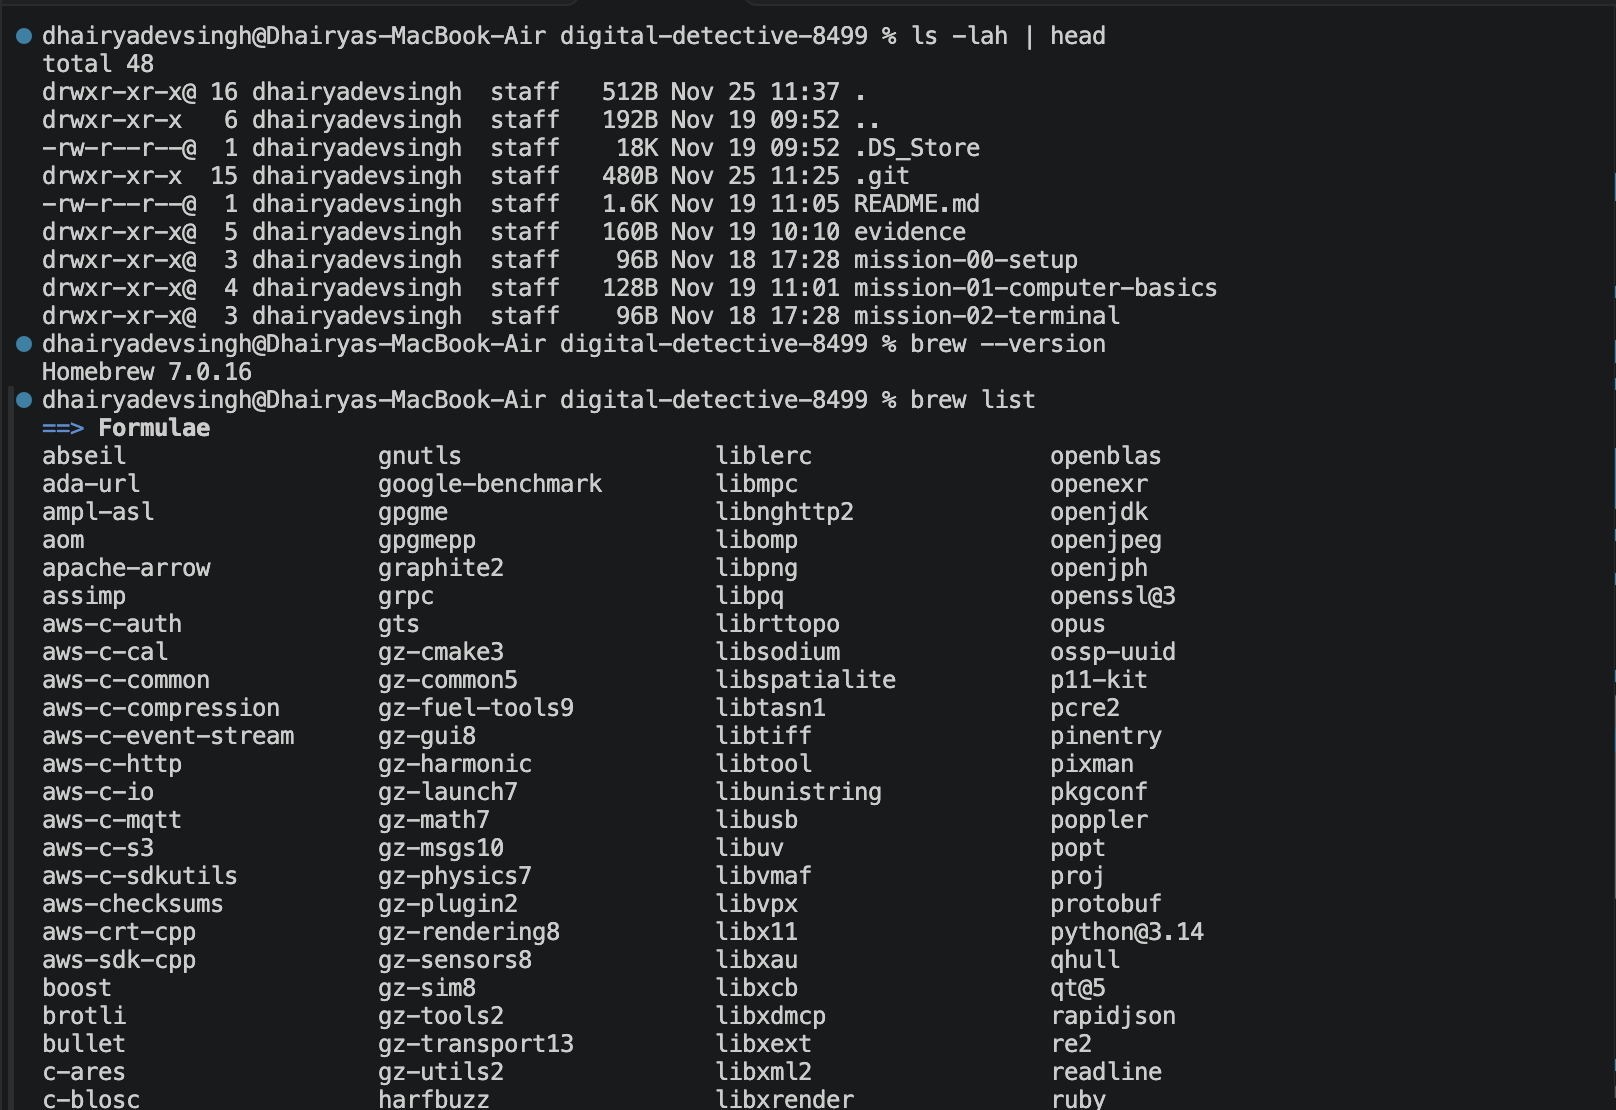 dhairyadevsingh@Dhairyas-MacBook-Air digital-detective-8499 % ls -lah | head
total 48
drwxr-xr-x@ 16 dhairyadevsingh  staff   512B Nov 25 11:37 .
drwxr-xr-x   6 dhairyadevsingh  staff   192B Nov 19 09:52 ..
-rw-r--r--@  1 dhairyadevsingh  staff    18K Nov 19 09:52 .DS_Store
drwxr-xr-x  15 dhairyadevsingh  staff   480B Nov 25 11:25 .git
-rw-r--r--@  1 dhairyadevsingh  staff   1.6K Nov 19 11:05 README.md
drwxr-xr-x@  5 dhairyadevsingh  staff   160B Nov 19 10:10 evidence
drwxr-xr-x@  3 dhairyadevsingh  staff    96B Nov 18 17:28 mission-00-setup
drwxr-xr-x@  4 dhairyadevsingh  staff   128B Nov 19 11:01 mission-01-computer-basics
drwxr-xr-x@  3 dhairyadevsingh  staff    96B Nov 18 17:28 mission-02-terminal
dhairyadevsingh@Dhairyas-MacBook-Air digital-detective-8499 % brew --version
Homebrew 7.0.16
dhairyadevsingh@Dhairyas-MacBook-Air digital-detective-8499 % brew list
==> Formulae
abseil                  gnutls                  liblerc                 openblas
ada-url                 google-benchmark        libmpc                  openexr
ampl-asl                gpgme                   libnghttp2              openjdk
aom                     gpgmepp                 libomp                  openjpeg
apache-arrow            graphite2               libpng                  openjph
assimp                  grpc                    libpq                   openssl@3
aws-c-auth              gts                     librttopo               opus
aws-c-cal               gz-cmake3               libsodium               ossp-uuid
aws-c-common            gz-common5              libspatialite           p11-kit
aws-c-compression       gz-fuel-tools9          libtasn1                pcre2
aws-c-event-stream      gz-gui8                 libtiff                 pinentry
aws-c-http              gz-harmonic             libtool                 pixman
aws-c-io                gz-launch7              libunistring            pkgconf
aws-c-mqtt              gz-math7                libusb                  poppler
aws-c-s3                gz-msgs10               libuv                   popt
aws-c-sdkutils          gz-physics7             libvmaf                 proj
aws-checksums           gz-plugin2              libvpx                  protobuf
aws-crt-cpp             gz-rendering8           libx11                  python@3.14
aws-sdk-cpp             gz-sensors8             libxau                  qhull
boost                   gz-sim8                 libxcb                  qt@5
brotli                  gz-tools2               libxdmcp                rapidjson
bullet                  gz-transport13          libxext                 re2
c-ares                  gz-utils2               libxml2                 readline
c-blosc                 harfbuzz                libxrender              ruby